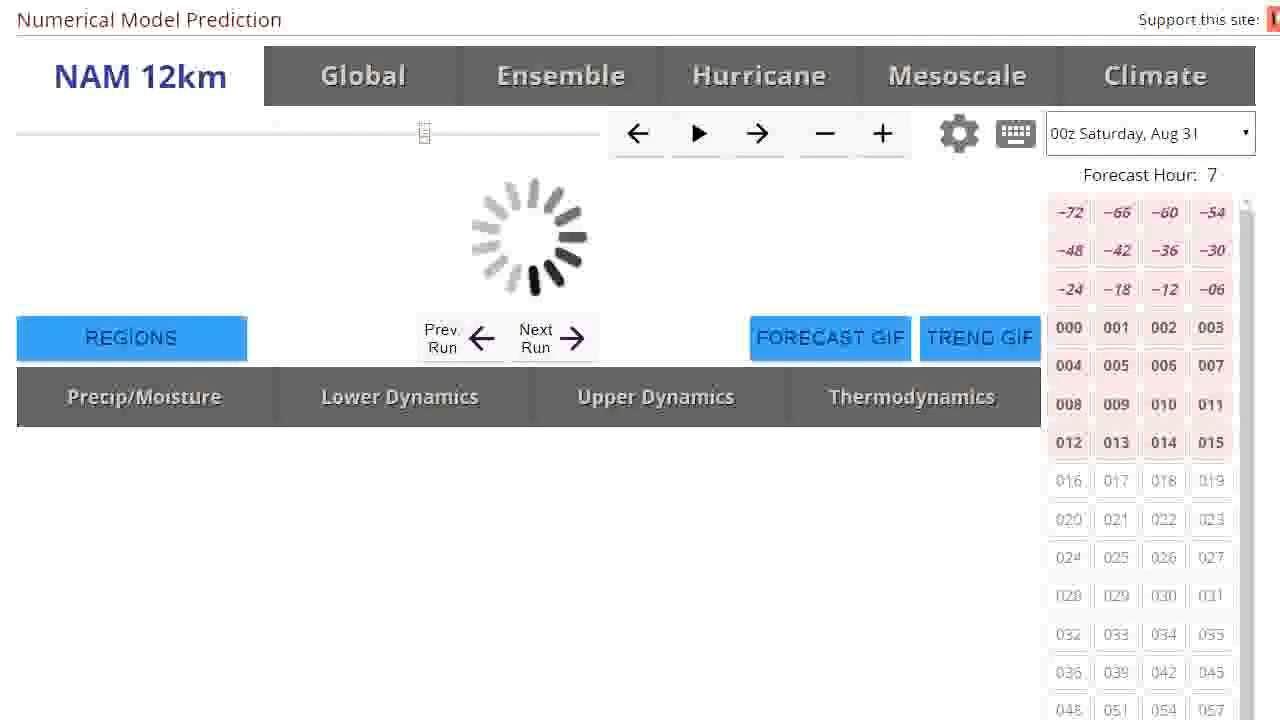 Numerical Model Prediction
Support this site:
NAM 12km Global Ensemble Hurricane Mesoscale Climate
00z Saturday, Aug 31
Forecast Hour: 7
-72 -66 -60 -54
-48 -42 -36 -30
-24 -18 -12 -06
REGIONS
Prev. Run
Next Run
FORECAST GIF TREND GIF
000 001 002 003
004 005 006 007
Precip/Moisture Lower Dynamics Upper Dynamics Thermodynamics
008 009 010 011
012 013 014 015
016 017 018 019
020 021 022 023
024 025 026 027
028 029 030 031
032 033 034 035
036 039 042 045
048 051 054 057